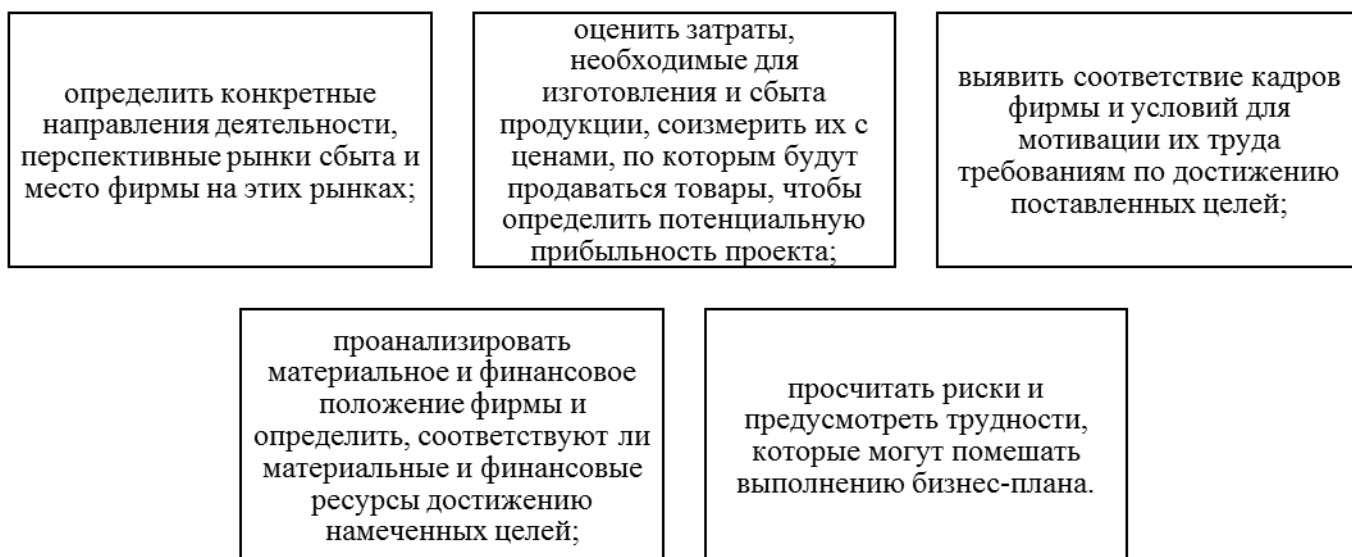 определить конкретные
направления деятельности,
перспективные рынки сбыта и
место фирмы на этих рынках;
оценить затраты,
необходимые для
изготовления и сбыта
продукции, соизмерить их с
ценами, по которым будут
продаваться товары, чтобы
определить потенциальную
прибыльность проекта;
выявить соответствие кадров
фирмы и условий для
мотивации их труда
требованиям по достижению
поставленных целей;
проанализировать
материальное и финансовое
положение фирмы и
определить, соответствуют ли
материальные и финансовые
ресурсы достижению
намеченных целей;
просчитать риски и
предусмотреть трудности,
которые могут помешать
выполнению бизнес-плана.